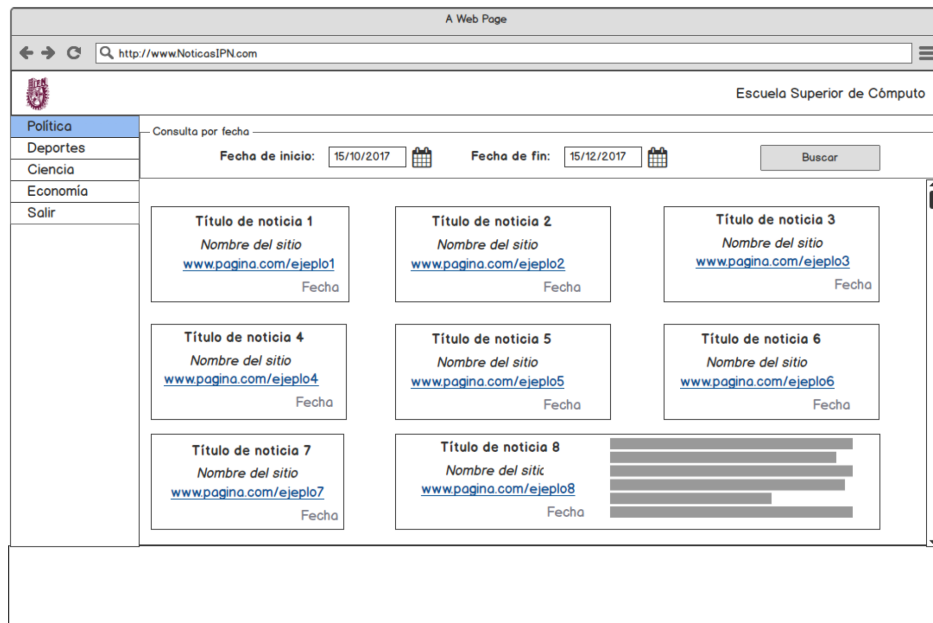 A Web Page
http://www.NoticasIPN.com
Escuela Superior de Cómputo
Política
Deportes
Ciencia
Economía
Salir
Consulta por fecha
Fecha de inicio: 15/10/2017 Fecha de fin: 15/12/2017 Buscar
Título de noticia 1
Nombre del sitio
www.pagina.com/ejeplo1
Fecha
Título de noticia 2
Nombre del sitio
www.pagina.com/ejeplo2
Fecha
Título de noticia 3
Nombre del sitio
www.pagina.com/ejeplo3
Fecha
Título de noticia 4
Nombre del sitio
www.pagina.com/ejeplo4
Fecha
Título de noticia 5
Nombre del sitio
www.pagina.com/ejeplo5
Fecha
Título de noticia 6
Nombre del sitio
www.pagina.com/ejeplo6
Fecha
Título de noticia 7
Nombre del sitio
www.pagina.com/ejeplo7
Fecha
Título de noticia 8
Nombre del sitic
www.pagina.com/ejeplo8
Fecha